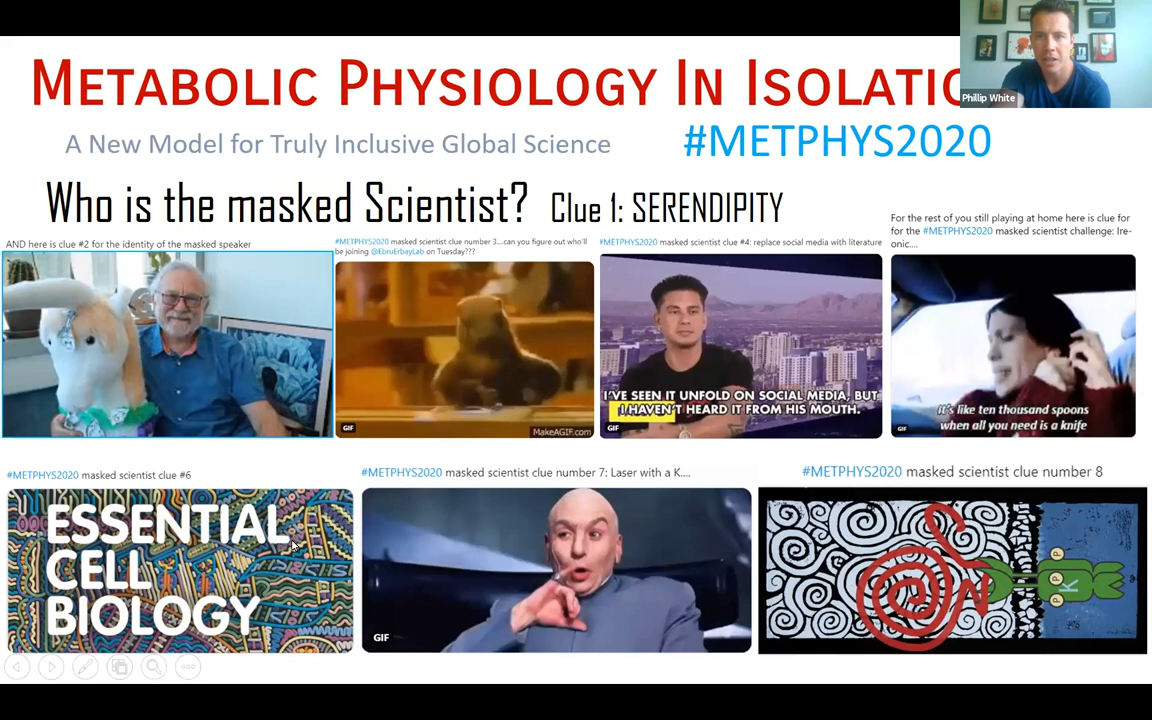 METABOLIC PHYSIOLOGY IN ISOLATIO
Phillip White
A New Model for Truly Inclusive Global Science
#METPHYS2020
Who is the masked Scientist? Clue 1: SERENDIPITY
AND here is clue #2 for the identity of the masked speaker
#METPHYS2020 masked scientist clue number 3...can you figure out who'll
be joining @EbruErbayLab on Tuesday???
GIF
MakeAGIF.com
#METPHYS2020 masked scientist clue #4: replace social media with literature
I'VE SEEN IT UNFOLD ON SOCIAL MEDIA, BUT
I HAVEN'T HEARD IT FROM HIS MOUTH.
GIF
For the rest of you still playing at home here is clue for
for the #METPHYS2020 masked scientist challenge: Ire-
onic....
It's like ten thousand spoons
when all you need is a knife
GIF
#METPHYS2020 masked scientist clue #6
ESSENTIAL
CELL
BIOLOGY
#METPHYS2020 masked scientist clue number 7: Laser with a K....
GIF
#METPHYS2020 masked scientist clue number 8
P K P